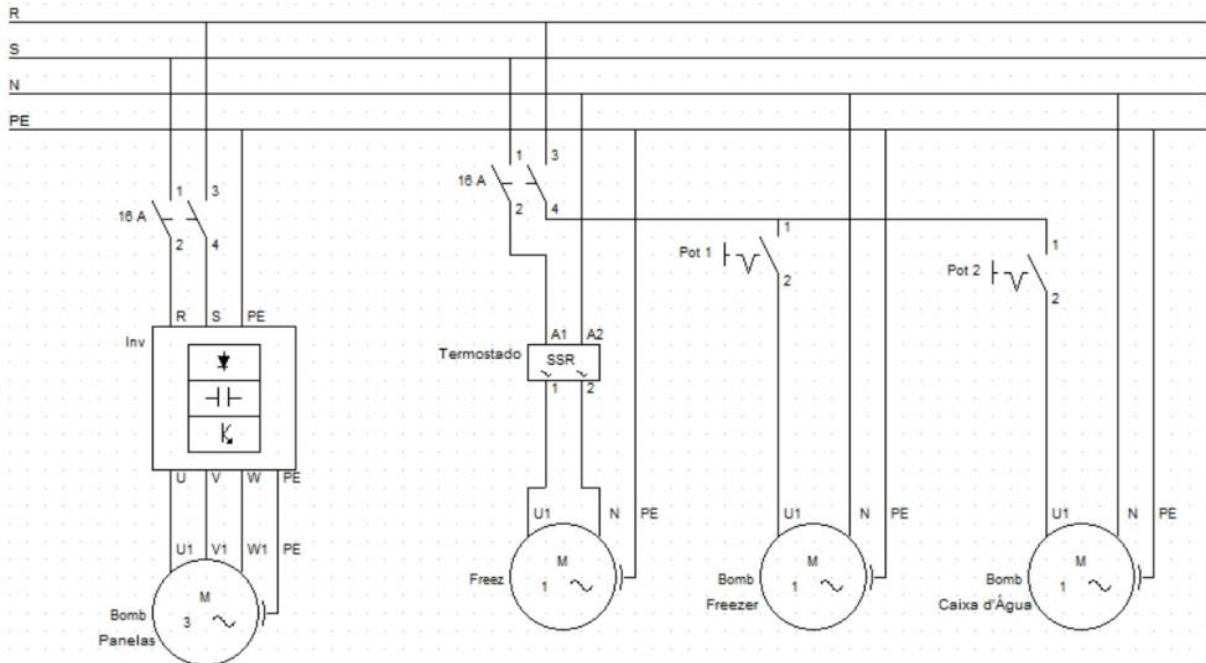 R
S
N
PE
1 3
16 A
2 4
R S PE
Inv
U V W PE
U1 V1 W1 PE
M
3
Bomb
Panelas
1 3
16 A
2 4
A1 A2
Termostado
SSR
1 2
U1 N PE
M
1
Freez
1
Pot 1
2
U1 N PE
M
1
Bomb
Freezer
1
Pot 2
2
U1 N PE
M
1
Bomb
Caixa d'Água